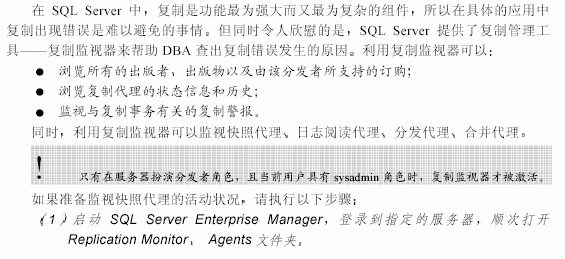 在 SQL Server 中，复制是功能最为强大而又最为复杂的组件，所以在具体的应用中
复制出现错误是难以避免的事情。但同时令人欣慰的是，SQL Server 提供了复制管理工
具——复制监视器来帮助 DBA 查出复制错误发生的原因。利用复制监视器可以：
● 浏览所有的出版者、出版物以及由该分发者所支持的订购；
● 浏览复制代理的状态信息和历史；
● 监视与复制事务有关的复制警报。
同时，利用复制监视器可以监视快照代理、日志阅读代理、分发代理、合并代理。
!
只有在服务器扮演分发者角色，且当前用户具有 sysadmin 角色时，复制监视器才被激活。
如果准备监视快照代理的活动状况，请执行以下步骤：
（1）启动 SQL Server Enterprise Manager，登录到指定的服务器，顺次打开
Replication Monitor、Agents 文件夹。